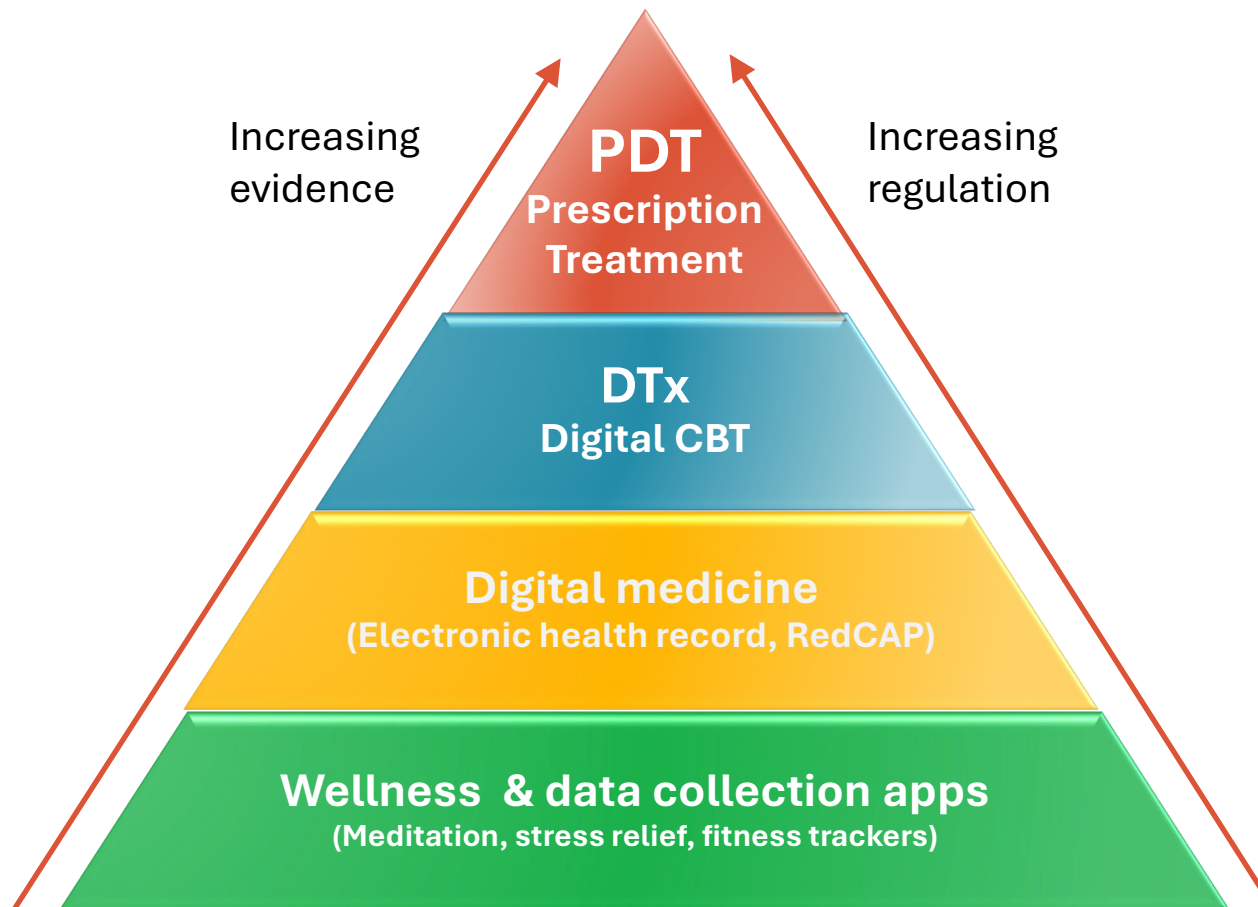 Increasing
evidence
Increasing
regulation
PDT
Prescription
Treatment
DTx
Digital CBT
Digital medicine
(Electronic health record, RedCAP)
Wellness & data collection apps
(Meditation, stress relief, fitness trackers)